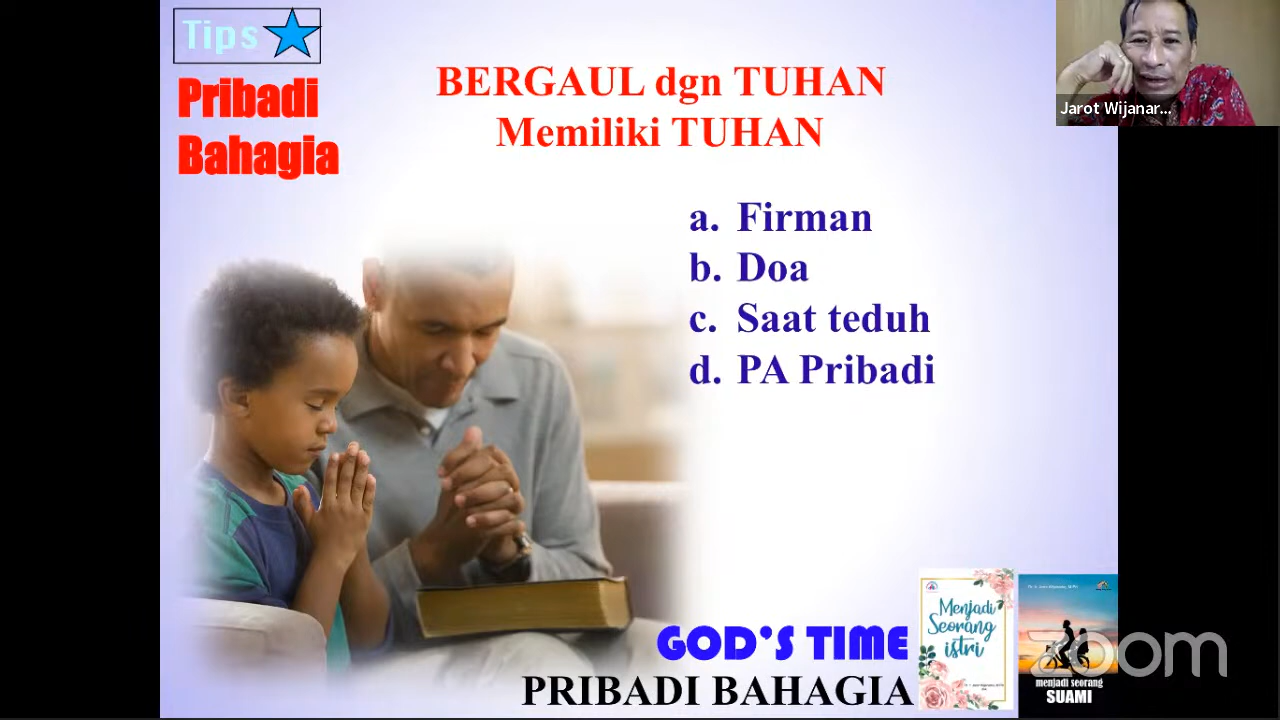 Tips
Pribadi
Bahagia
BERGAUL dgn TUHAN
Memiliki TUHAN
Jarot Wijanar...
a. Firman
b. Doa
c. Saat teduh
d. PA Pribadi
GOD'S TIME
PRIBADI BAHAGIA
Menjadi
Seorang
istri
menjadi seorang
SUAMI
zoom